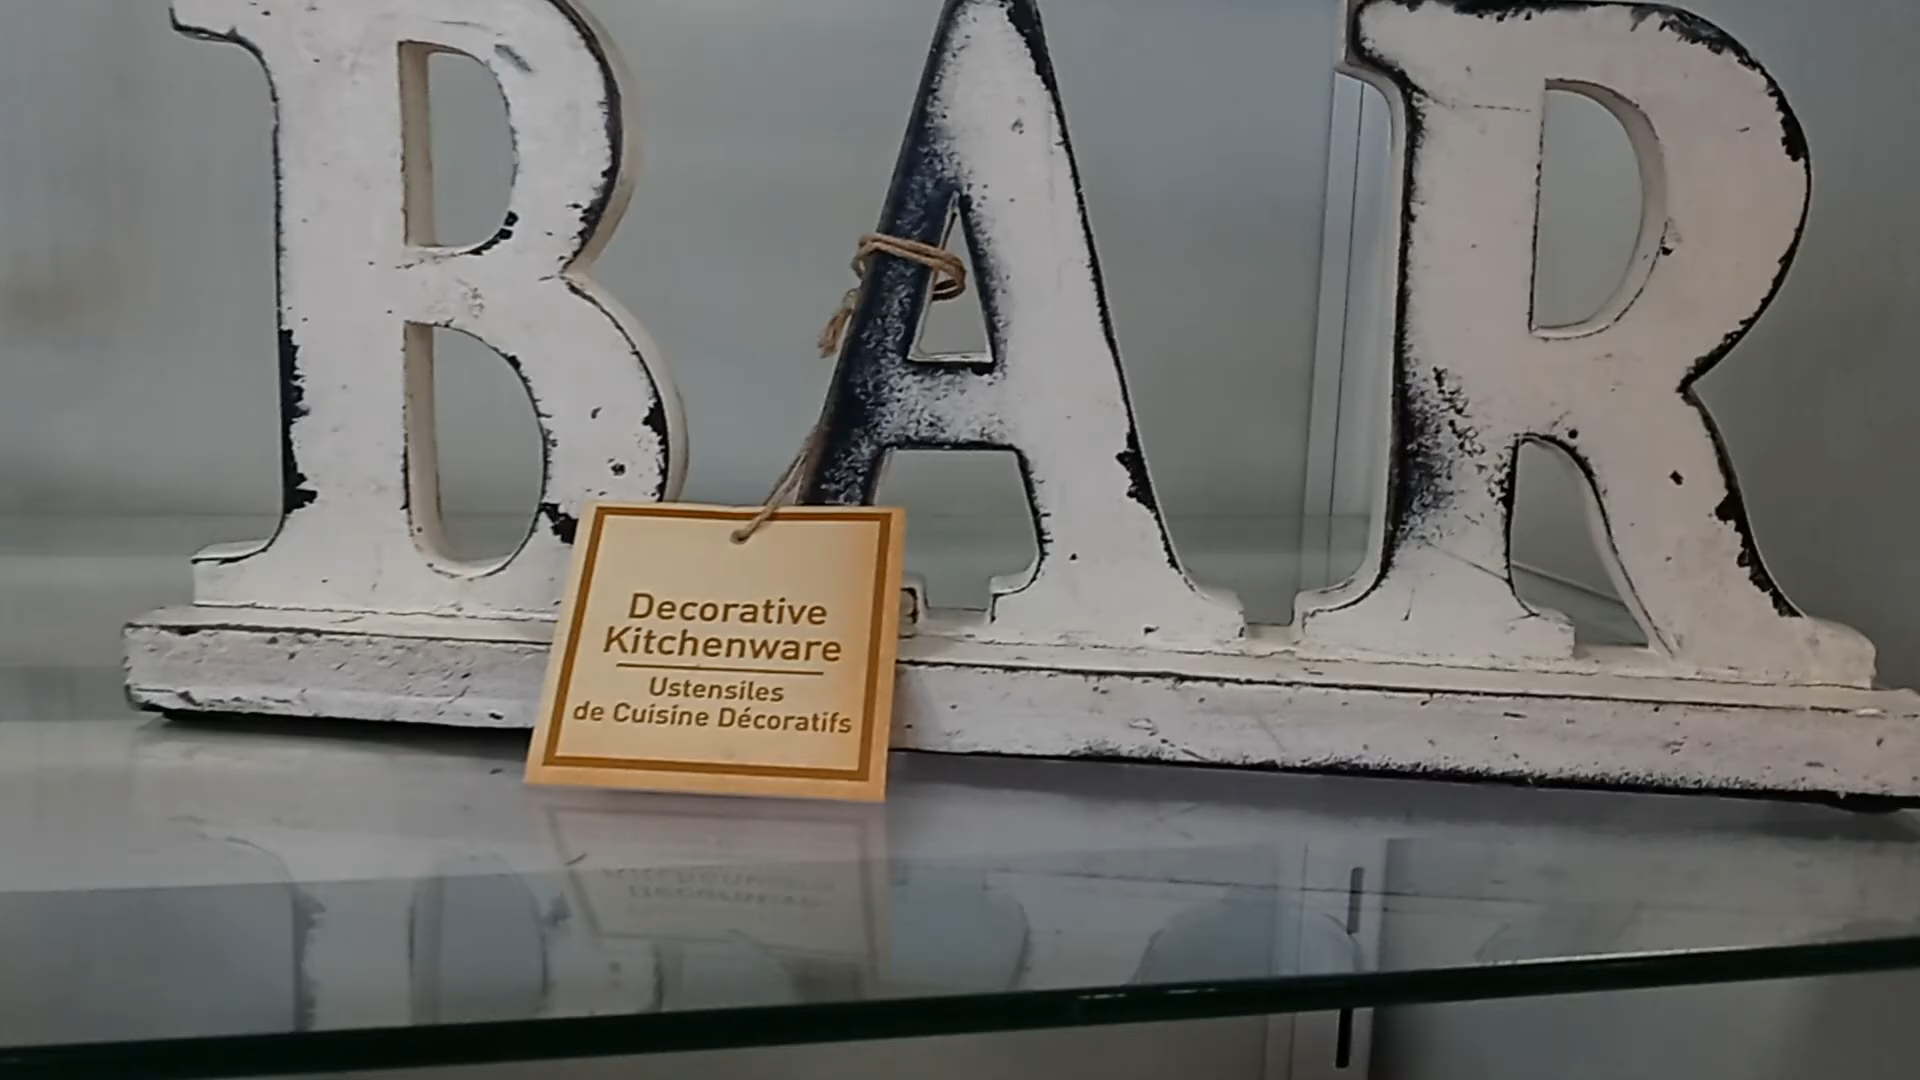 BAR
Decorative
Kitchenware
Ustensiles
de Cuisine Décoratifs